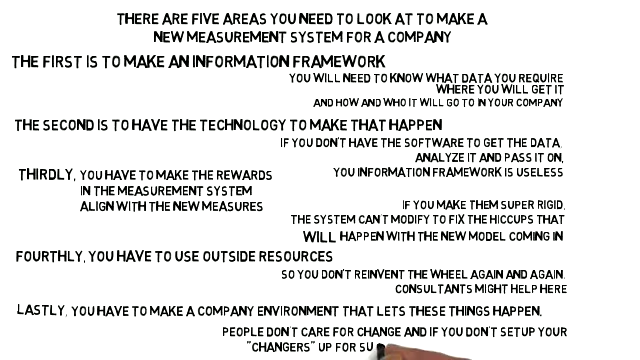 THERE ARE FIVE AREAS YOU NEED TO LOOK AT TO MAKE A
NEW MEASUREMENT SYSTEM FOR A COMPANY
THE FIRST IS TO MAKE AN INFORMATION FRAMEWORK
YOU WILL NEED TO KNOW WHAT DATA YOU REQUIRE
WHERE YOU WILL GET IT
AND HOW AND WHO IT WILL GO TO IN YOUR COMPANY
THE SECOND IS TO HAVE THE TECHNOLOGY TO MAKE THAT HAPPEN
IF YOU DON'T HAVE THE SOFTWARE TO GET THE DATA,
ANALYZE IT AND PASS IT ON,
YOU INFORMATION FRAMEWORK IS USELESS
THIRDLY, YOU HAVE TO MAKE THE REWARDS
IN THE MEASUREMENT SYSTEM
ALIGN WITH THE NEW MEASURES
IF YOU MAKE THEM SUPER RIGID,
THE SYSTEM CAN'T MODIFY TO FIX THE HICCUPS THAT
WILL HAPPEN WITH THE NEW MODEL COMING IN
FOURTHLY, YOU HAVE TO USE OUTSIDE RESOURCES
SO YOU DON'T REINVENT THE WHEEL AGAIN AND AGAIN.
CONSULTANTS MIGHT HELP HERE
LASTLY, YOU HAVE TO MAKE A COMPANY ENVIRONMENT THAT LETS THESE THINGS HAPPEN.
PEOPLE DON'T CARE FOR CHANGE AND IF YOU DON'T SETUP YOUR
"CHANGERS" UP FOR SU